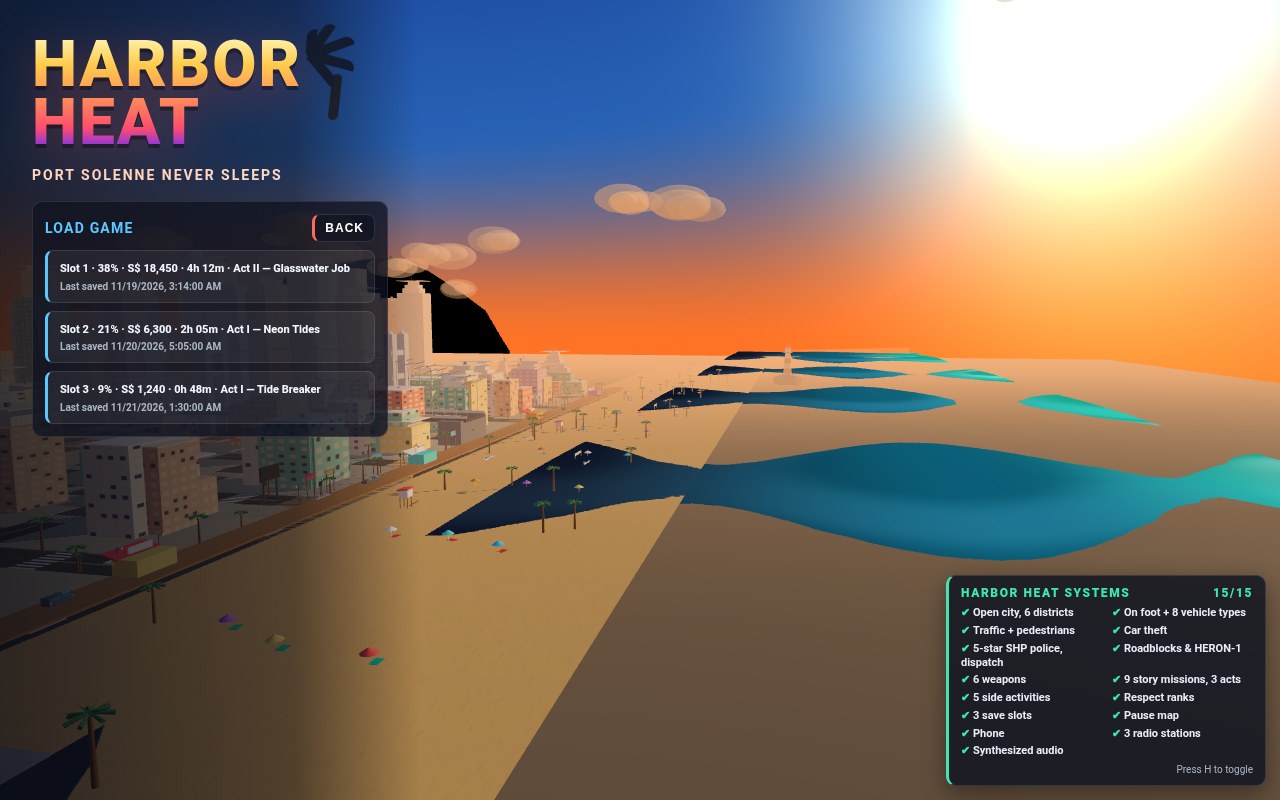 HARBOR
HEAT
PORT SOLENNE NEVER SLEEPS
LOAD GAME
BACK
Slot 1 · 38% · S$ 18,450 · 4h 12m · Act II — Glasswater Job
Last saved 11/19/2026, 3:14:00 AM
Slot 2 · 21% · S$ 6,300 · 2h 05m · Act I — Neon Tides
Last saved 11/20/2026, 5:05:00 AM
Slot 3 · 9% · S$ 1,240 · 0h 48m · Act I — Tide Breaker
Last saved 11/21/2026, 1:30:00 AM
HARBOR HEAT SYSTEMS 15/15
✔ Open city, 6 districts ✔ On foot + 8 vehicle types
✔ Traffic + pedestrians ✔ Car theft
✔ 5-star SHP police, ✔ Roadblocks & HERON-1
dispatch
✔ 6 weapons ✔ 9 story missions, 3 acts
✔ 5 side activities ✔ Respect ranks
✔ 3 save slots ✔ Pause map
✔ Phone ✔ 3 radio stations
✔ Synthesized audio
Press H to toggle